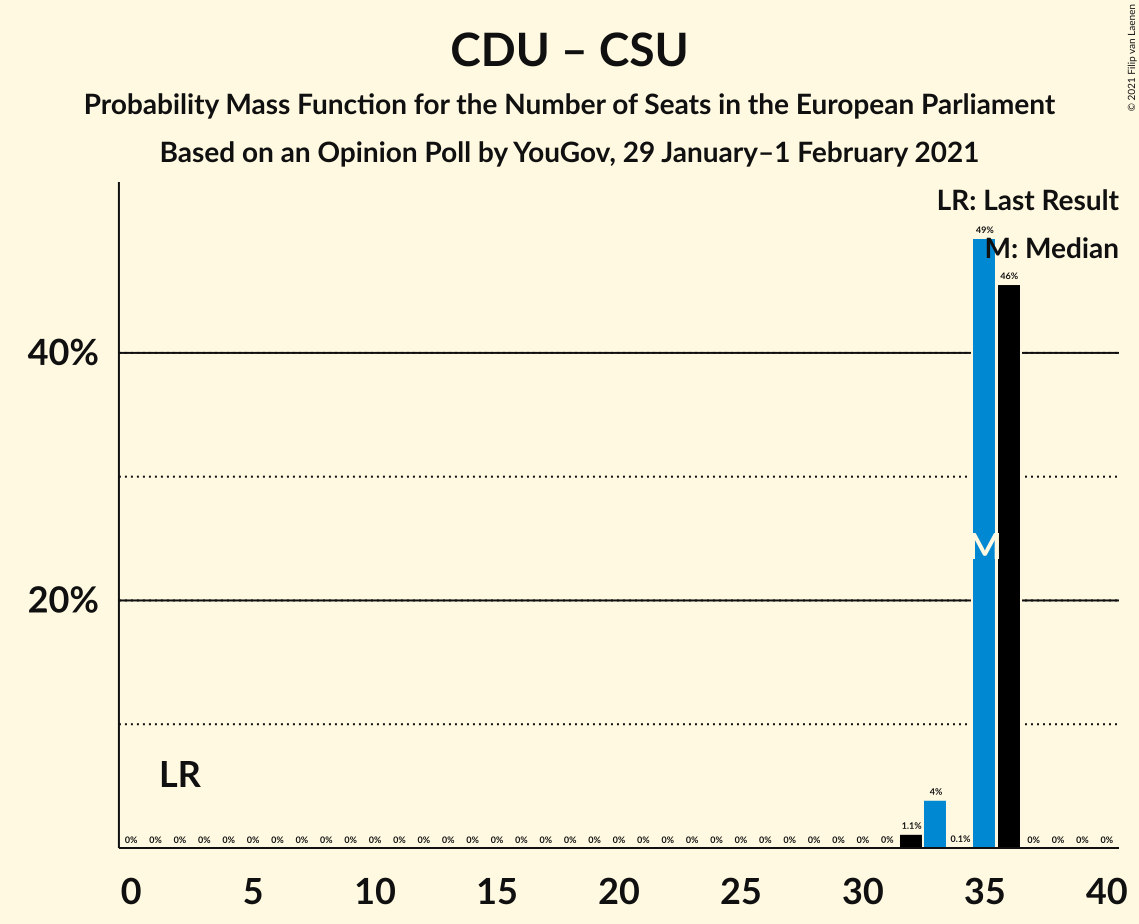 CDU – CSU
Probability Mass Function for the Number of Seats in the European Parliament
Based on an Opinion Poll by YouGov, 29 January–1 February 2021
© 2021 Filip van Laenen
LR: Last Result
M: Median
49%
46%
40%
M
20%
LR
4%
1.1%
0% 0% 0% 0% 0% 0% 0% 0% 0% 0% 0% 0% 0% 0% 0% 0% 0% 0% 0% 0% 0% 0% 0% 0% 0% 0% 0% 0% 0% 0% 0% 0% 0.1% 0% 0% 0% 0%
0 5 10 15 20 25 30 35 40